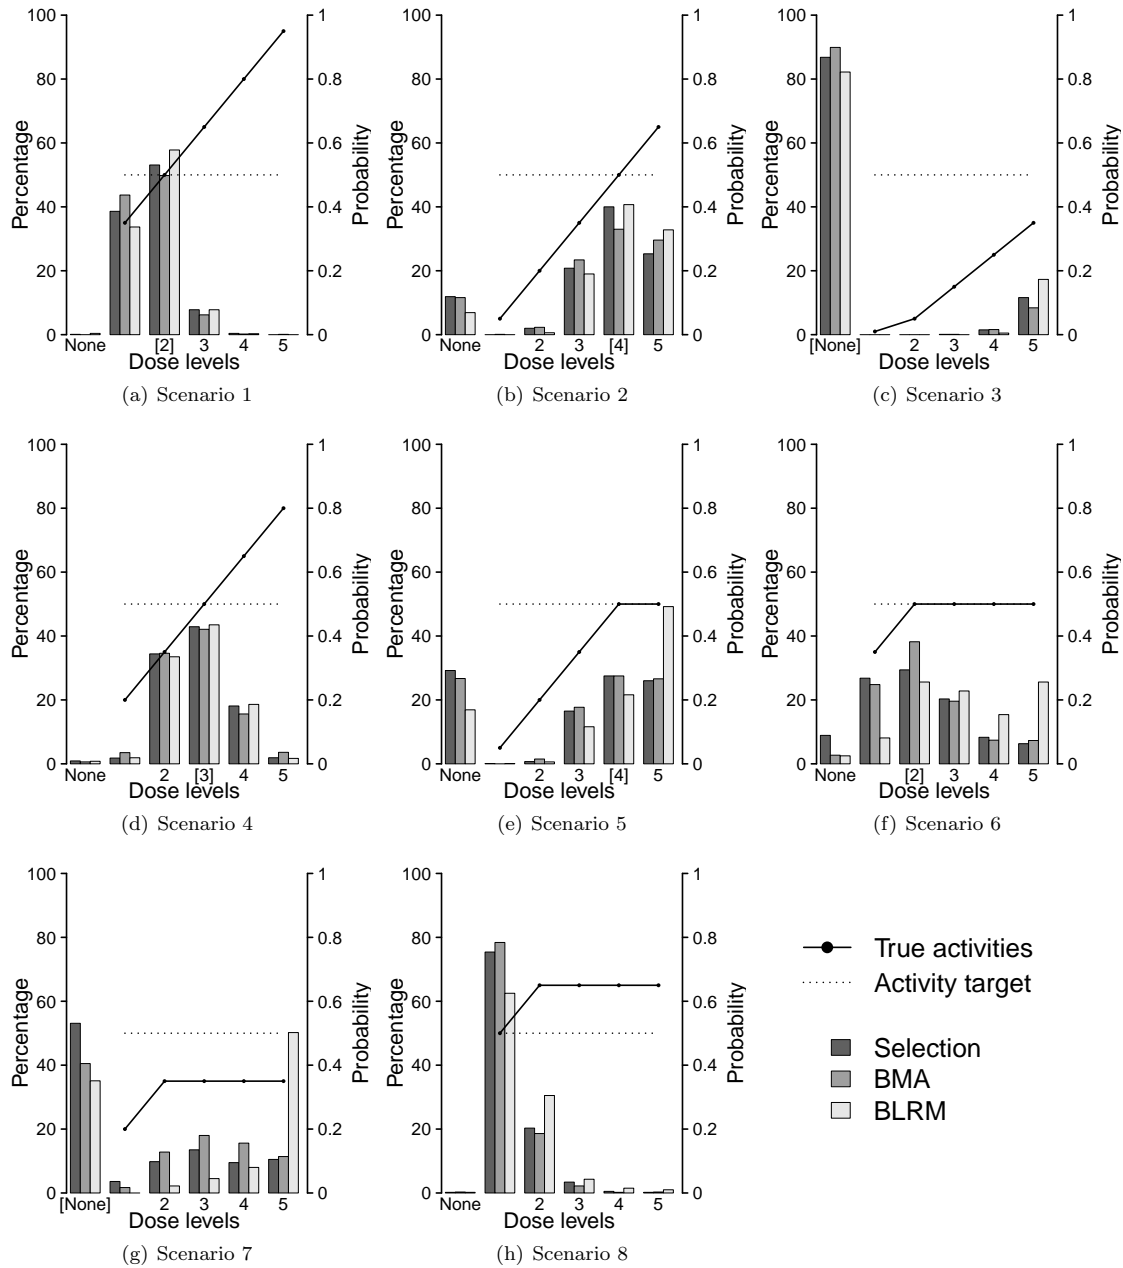 100
80
60
40
20
0
Percentage
1
0.8
0.6
0.4
0.2
0
Probability
None [2] 3 4 5
Dose levels
(a) Scenario 1
100
80
60
40
20
0
Percentage
1
0.8
0.6
0.4
0.2
0
Probability
None 2 3 [4] 5
Dose levels
(b) Scenario 2
100
80
60
40
20
0
Percentage
1
0.8
0.6
0.4
0.2
0
Probability
[None] 2 3 4 5
Dose levels
(c) Scenario 3
100
80
60
40
20
0
Percentage
1
0.8
0.6
0.4
0.2
0
Probability
None 2 [3] 4 5
Dose levels
(d) Scenario 4
100
80
60
40
20
0
Percentage
1
0.8
0.6
0.4
0.2
0
Probability
None 2 3 [4] 5
Dose levels
(e) Scenario 5
100
80
60
40
20
0
Percentage
1
0.8
0.6
0.4
0.2
0
Probability
None [2] 3 4 5
Dose levels
(f) Scenario 6
100
80
60
40
20
0
Percentage
1
0.8
0.6
0.4
0.2
0
Probability
[None] 2 3 4 5
Dose levels
(g) Scenario 7
100
80
60
40
20
0
Percentage
1
0.8
0.6
0.4
0.2
0
Probability
None 2 3 4 5
Dose levels
(h) Scenario 8
True activities
Activity target
Selection
BMA
BLRM